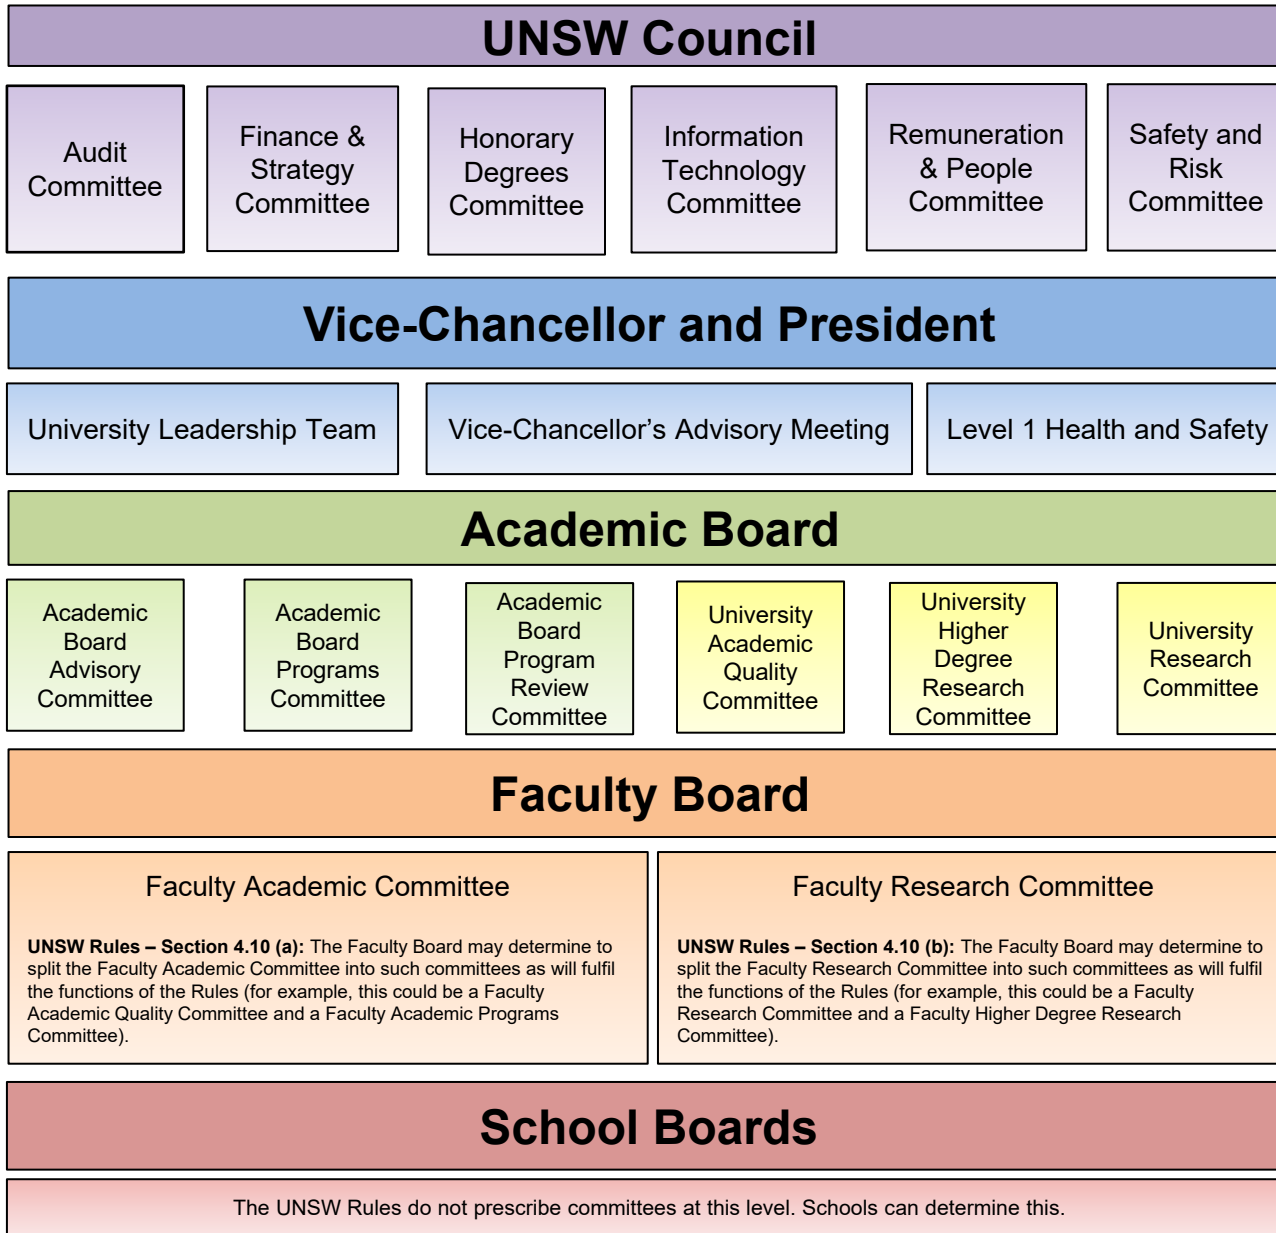 UNSW Council
Audit
Committee
Finance &
Strategy
Committee
Honorary
Degrees
Committee
Information
Technology
Committee
Remuneration
& People
Committee
Safety and
Risk
Committee
Vice-Chancellor and President
University Leadership Team
Vice-Chancellor’s Advisory Meeting
Level 1 Health and Safety
Academic Board
Academic
Board
Advisory
Committee
Academic
Board
Programs
Committee
Academic
Board
Program
Review
Committee
University
Academic
Quality
Committee
University
Higher
Degree
Research
Committee
University
Research
Committee
Faculty Board
Faculty Academic Committee
UNSW Rules – Section 4.10 (a): The Faculty Board may determine to
split the Faculty Academic Committee into such committees as will fulfil
the functions of the Rules (for example, this could be a Faculty
Academic Quality Committee and a Faculty Academic Programs
Committee).
Faculty Research Committee
UNSW Rules – Section 4.10 (b): The Faculty Board may determine to
split the Faculty Research Committee into such committees as will fulfil
the functions of the Rules (for example, this could be a Faculty
Research Committee and a Faculty Higher Degree Research
Committee).
School Boards
The UNSW Rules do not prescribe committees at this level. Schools can determine this.